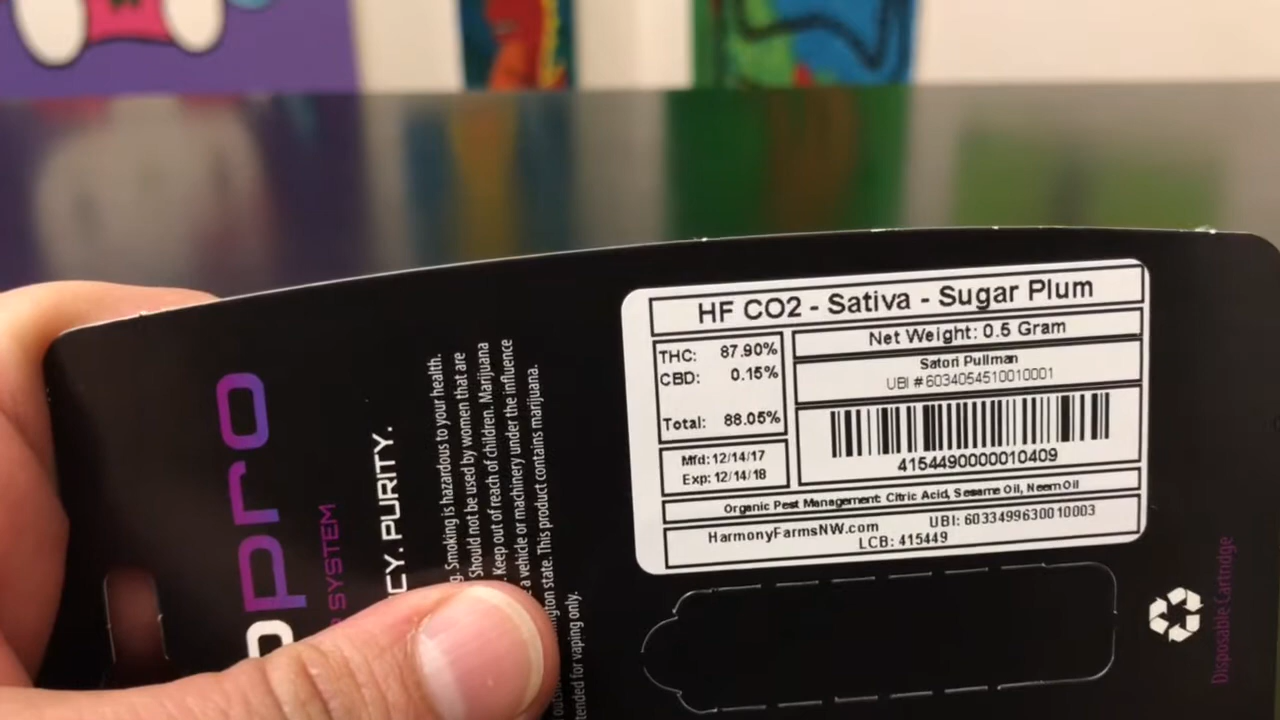 pro
SYSTEM
CY. PURITY.
Smoking is hazardous to your health.
Should not be used by women that are
Keep out of reach of children. Marijuana
a vehicle or machinery under the influence
state. This product contains marijuana.
for vaping only.
HF CO2 - Sativa - Sugar Plum
THC: 87.90%
CBD: 0.15%
Total: 88.05%
Mfd: 12/14/17
Exp: 12/14/18
Net Weight: 0.5 Gram
Satori Pullman
UBI # 6034054510010001
4154490000010409
Organic Pest Management: Citric Acid, Sesame Oil, Neem Oil
HarmonyFarmsNW.com UBI: 6033499630010003
LCB: 415449
Disposable Cartridge